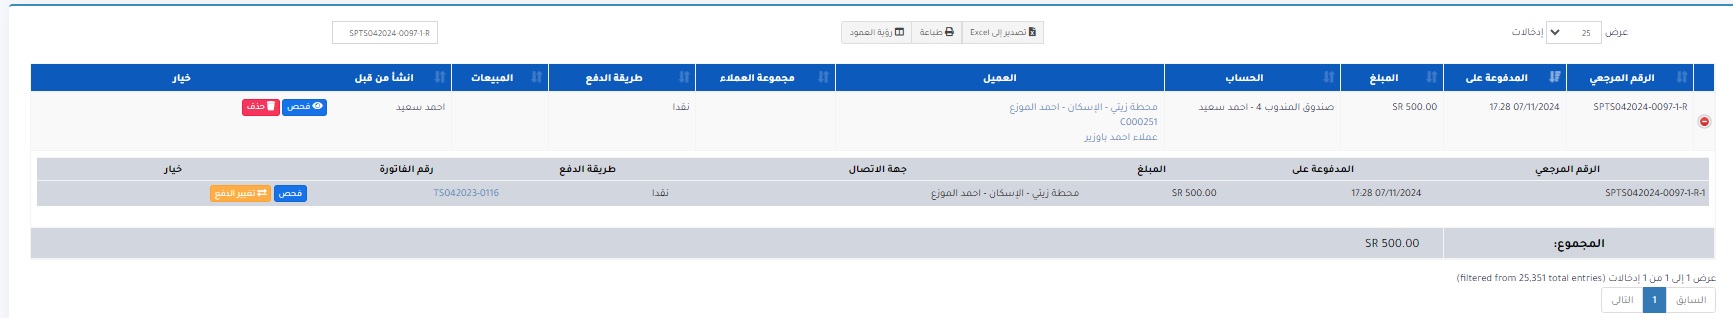 عرض 25 إدخالات
تصدير إلى Excel طباعة رؤية العمود
SPTS042024-0097-1-R
الرقم المرجعي المدفوعة على المبلغ الحساب العميل مجموعة العملاء طريقة الدفع المبيعات انشأ من قبل خيار
SPTS042024-0097-1-R 17:28 07/11/2024 SR 500.00 صندوق المندوب 4 - احمد سعيد محطة زيتي - الإسكان - احمد الموزع نقدا احمد سعيد فحص حذف
C000251
عملاء احمد باوزير
الرقم المرجعي المدفوعة على المبلغ جهة الاتصال طريقة الدفع رقم الفاتورة خيار
SPTS042024-0097-1-R-1 17:28 07/11/2024 SR 500.00 محطة زيتي - الإسكان - احمد الموزع نقدا TS042023-0116 فحص تغيير الدفع
المجموع: SR 500.00
عرض 1 إلى 1 من 1 إدخالات (filtered from 25,351 total entries)
السابق 1 التالى